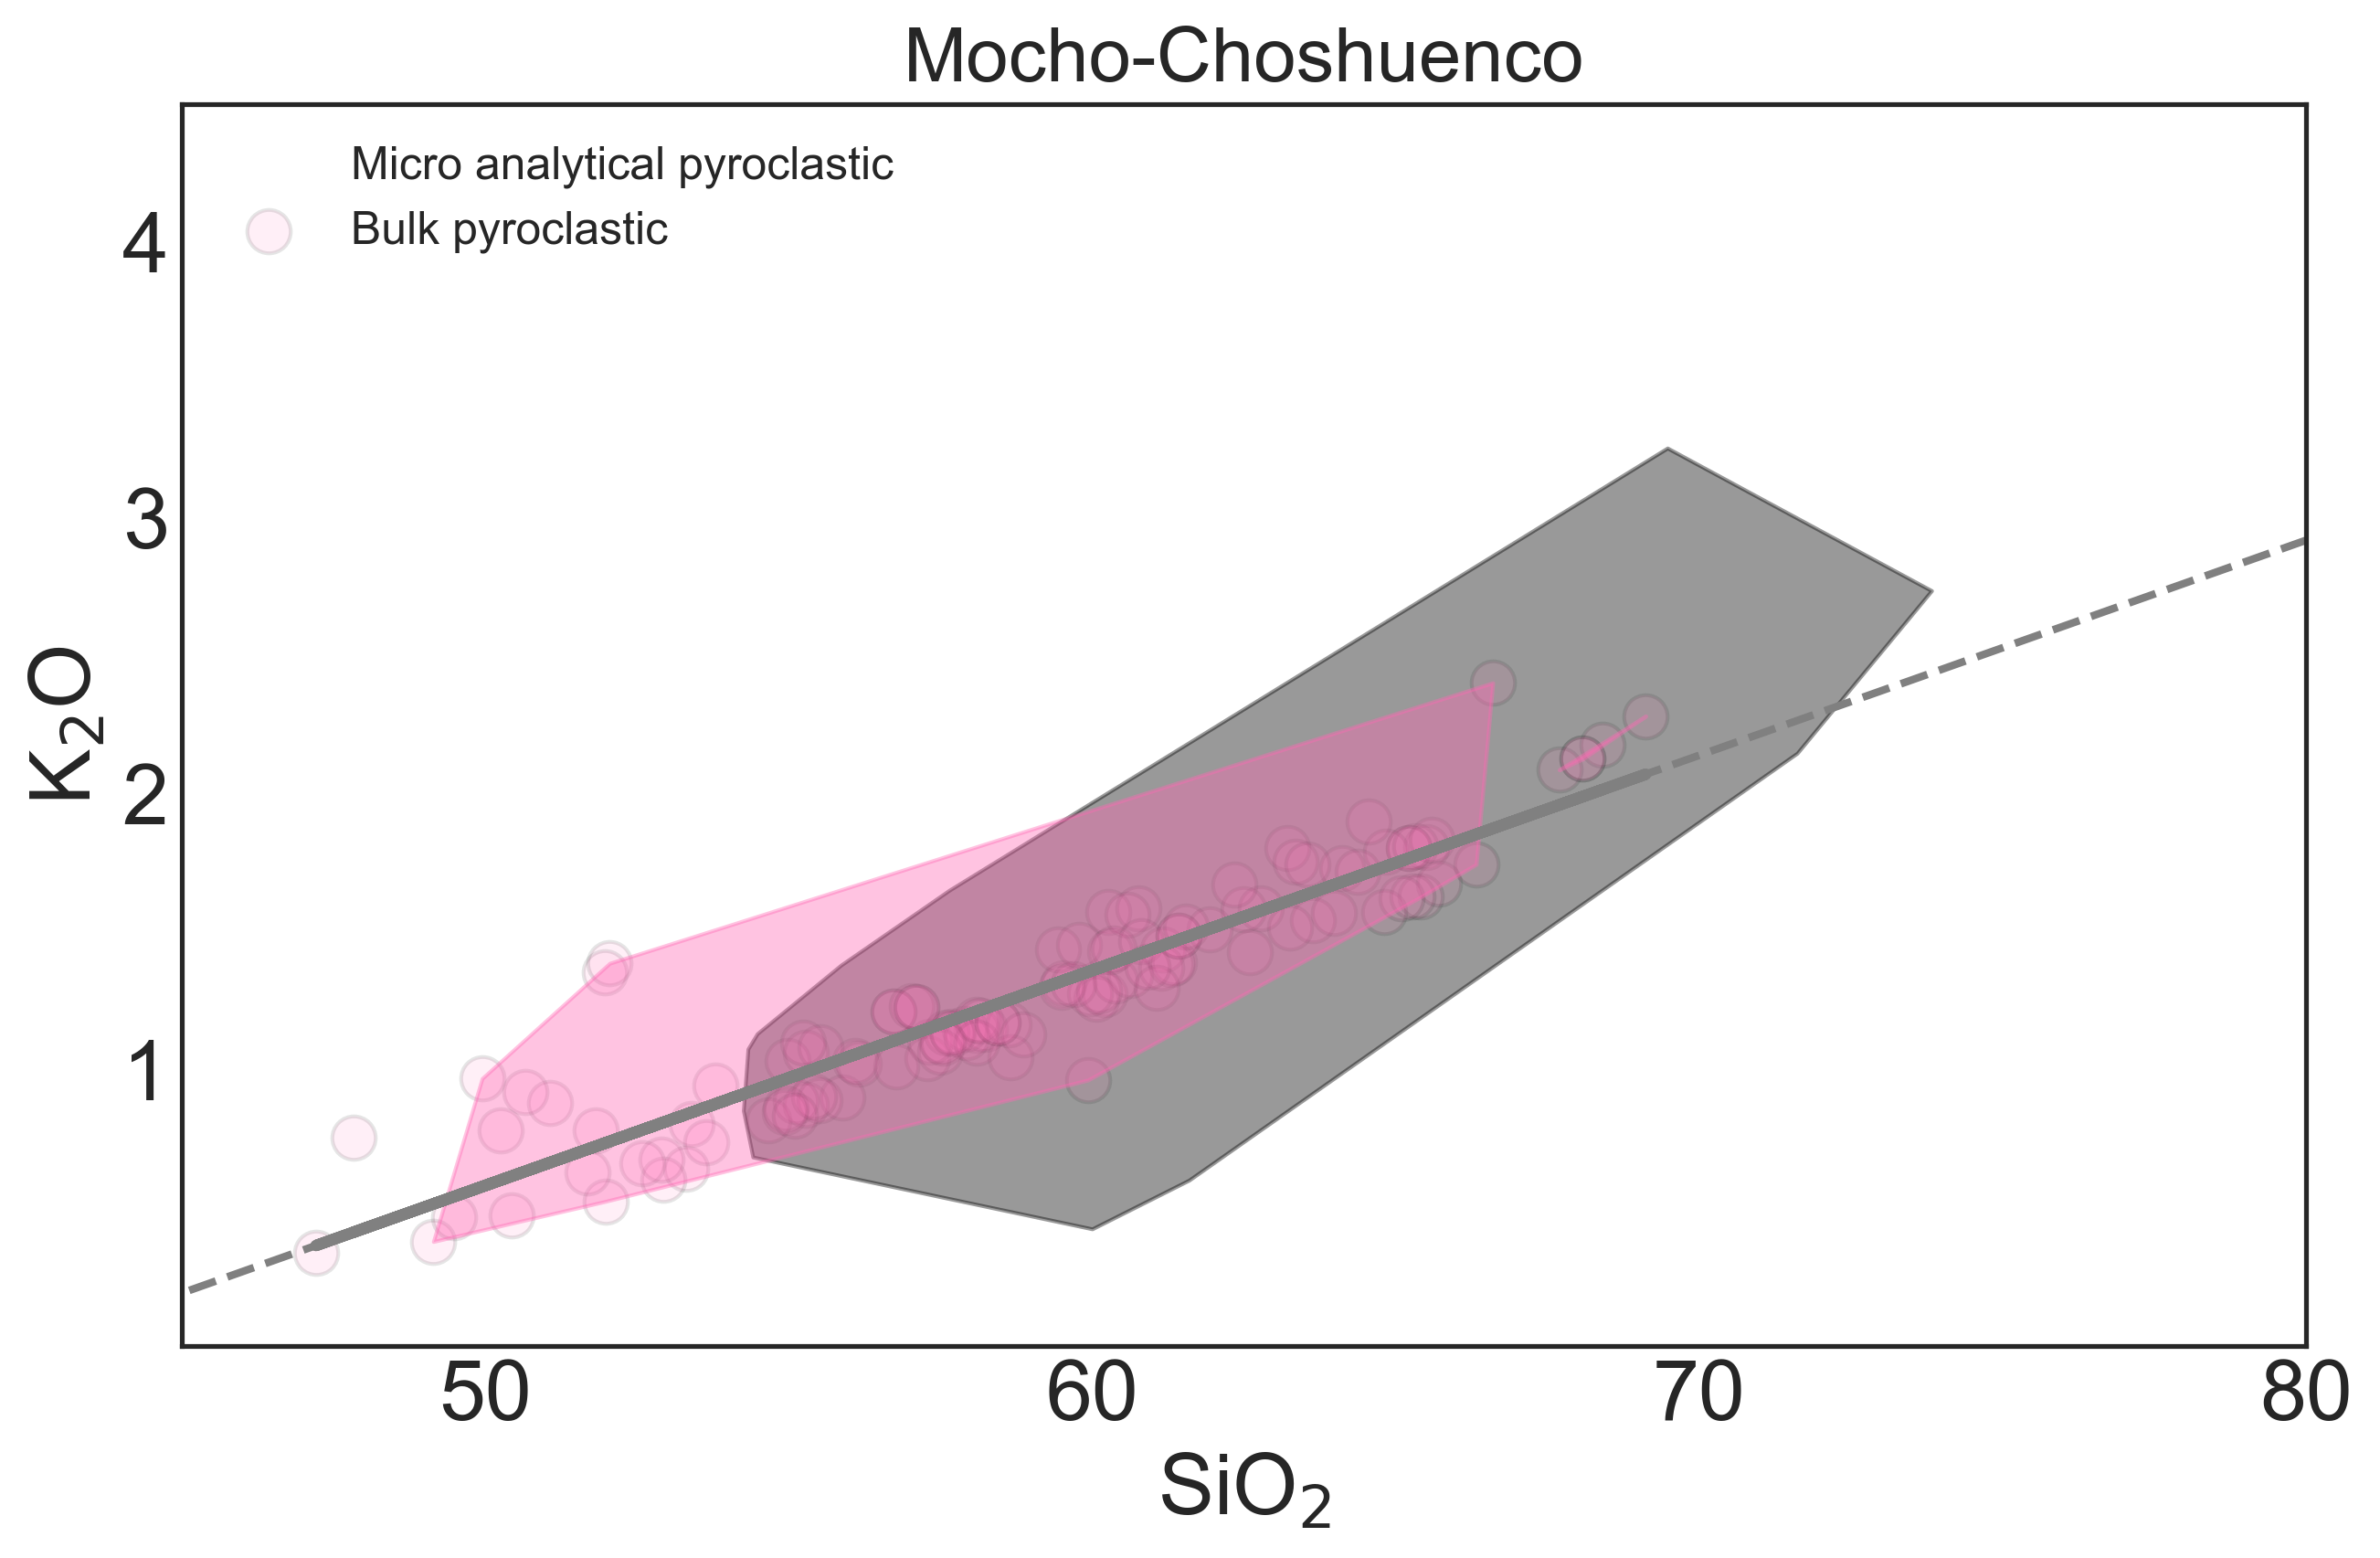 Mocho-Choshuenco
Micro analytical pyroclastic
Bulk pyroclastic
4
3
2
1
K₂O
50 60 70 80
SiO₂